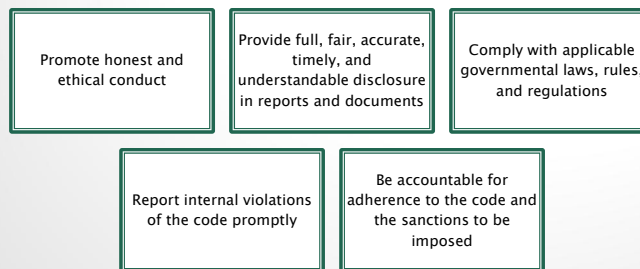 Promote honest and
ethical conduct
Provide full, fair, accurate,
timely, and
understandable disclosure
in reports and documents
Comply with applicable
governmental laws, rules,
and regulations
Report internal violations
of the code promptly
Be accountable for
adherence to the code and
the sanctions to be
imposed